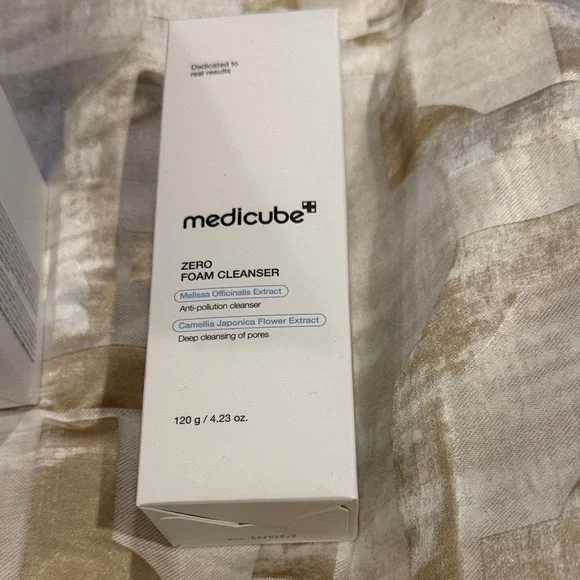 Dedicated to
real results
medicube
ZERO
FOAM CLEANSER
Melissa Officinalis Extract
Anti-pollution cleanser
Camellia Japonica Flower Extract
Deep cleansing of pores
120 g / 4.23 oz.